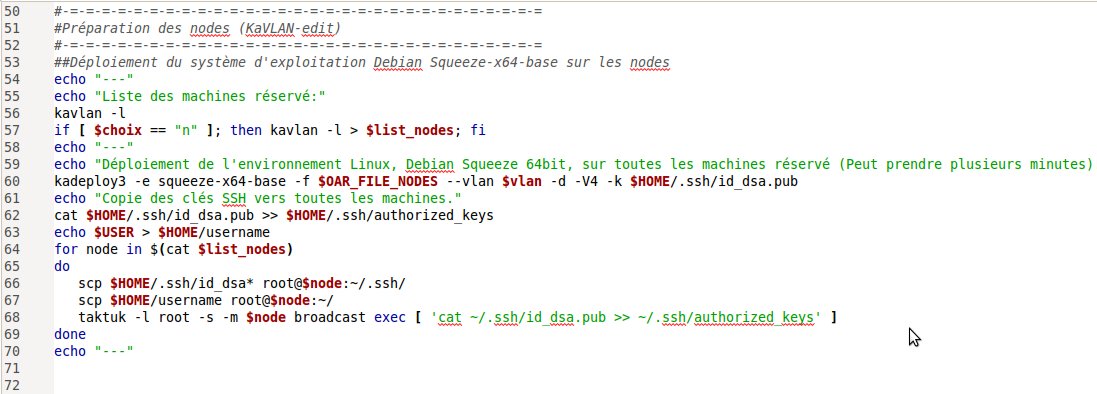 50 #-=-=-=-=-=-=-=-=-=-=-=-=-=-=-=-=-=-=-=-=-=-=-=-=-=-=-=-=-=
51 #Préparation des nodes (KaVLAN-edit)
52 #-=-=-=-=-=-=-=-=-=-=-=-=-=-=-=-=-=-=-=-=-=-=-=-=-=-=-=-=-=
53 ##Déploiement du système d'exploitation Debian Squeeze-x64-base sur les nodes
54 echo "---"
55 echo "Liste des machines réservé:"
56 kavlan -l
57 if [ $choix == "n" ]; then kavlan -l > $list_nodes; fi
58 echo "---"
59 echo "Déploiement de l'environnement Linux, Debian Squeeze 64bit, sur toutes les machines réservé (Peut prendre plusieurs minutes)
60 kadeploy3 -e squeeze-x64-base -f $OAR_FILE_NODES --vlan $vlan -d -V4 -k $HOME/.ssh/id_dsa.pub
61 echo "Copie des clés SSH vers toutes les machines."
62 cat $HOME/.ssh/id_dsa.pub >> $HOME/.ssh/authorized_keys
63 echo $USER > $HOME/username
64 for node in $(cat $list_nodes)
65 do
66    scp $HOME/.ssh/id_dsa* root@$node:~/.ssh/
67    scp $HOME/username root@$node:~/
68    taktuk -l root -s -m $node broadcast exec [ 'cat ~/.ssh/id_dsa.pub >> ~/.ssh/authorized_keys' ]
69 done
70 echo "---"
71
72